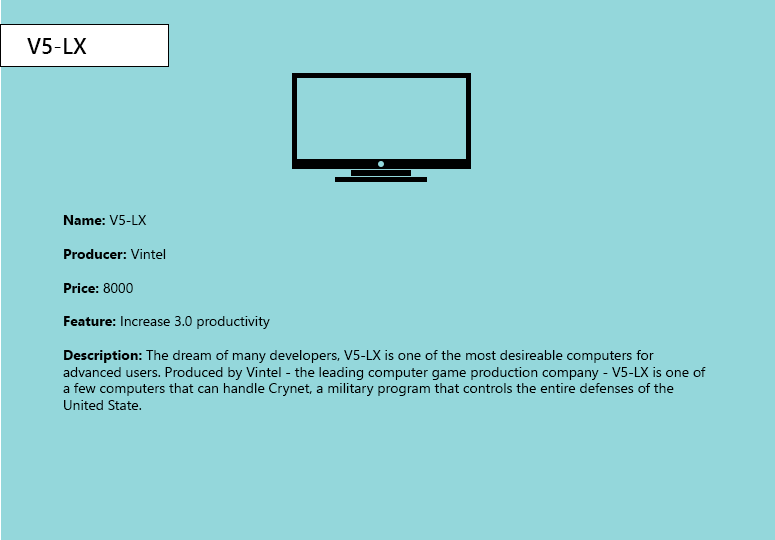 V5-LX
Name: V5-LX
Producer: Vintel
Price: 8000
Feature: Increase 3.0 productivity
Description: The dream of many developers, V5-LX is one of the most desireable computers for
advanced users. Produced by Vintel - the leading computer game production company - V5-LX is one of
a few computers that can handle Crynet, a military program that controls the entire defenses of the
United State.